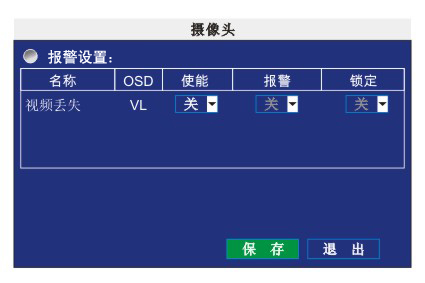 摄像头
报警设置:
名称 OSD 使能 报警 锁定
视频丢失 VL 关 关 关
保 存 退 出